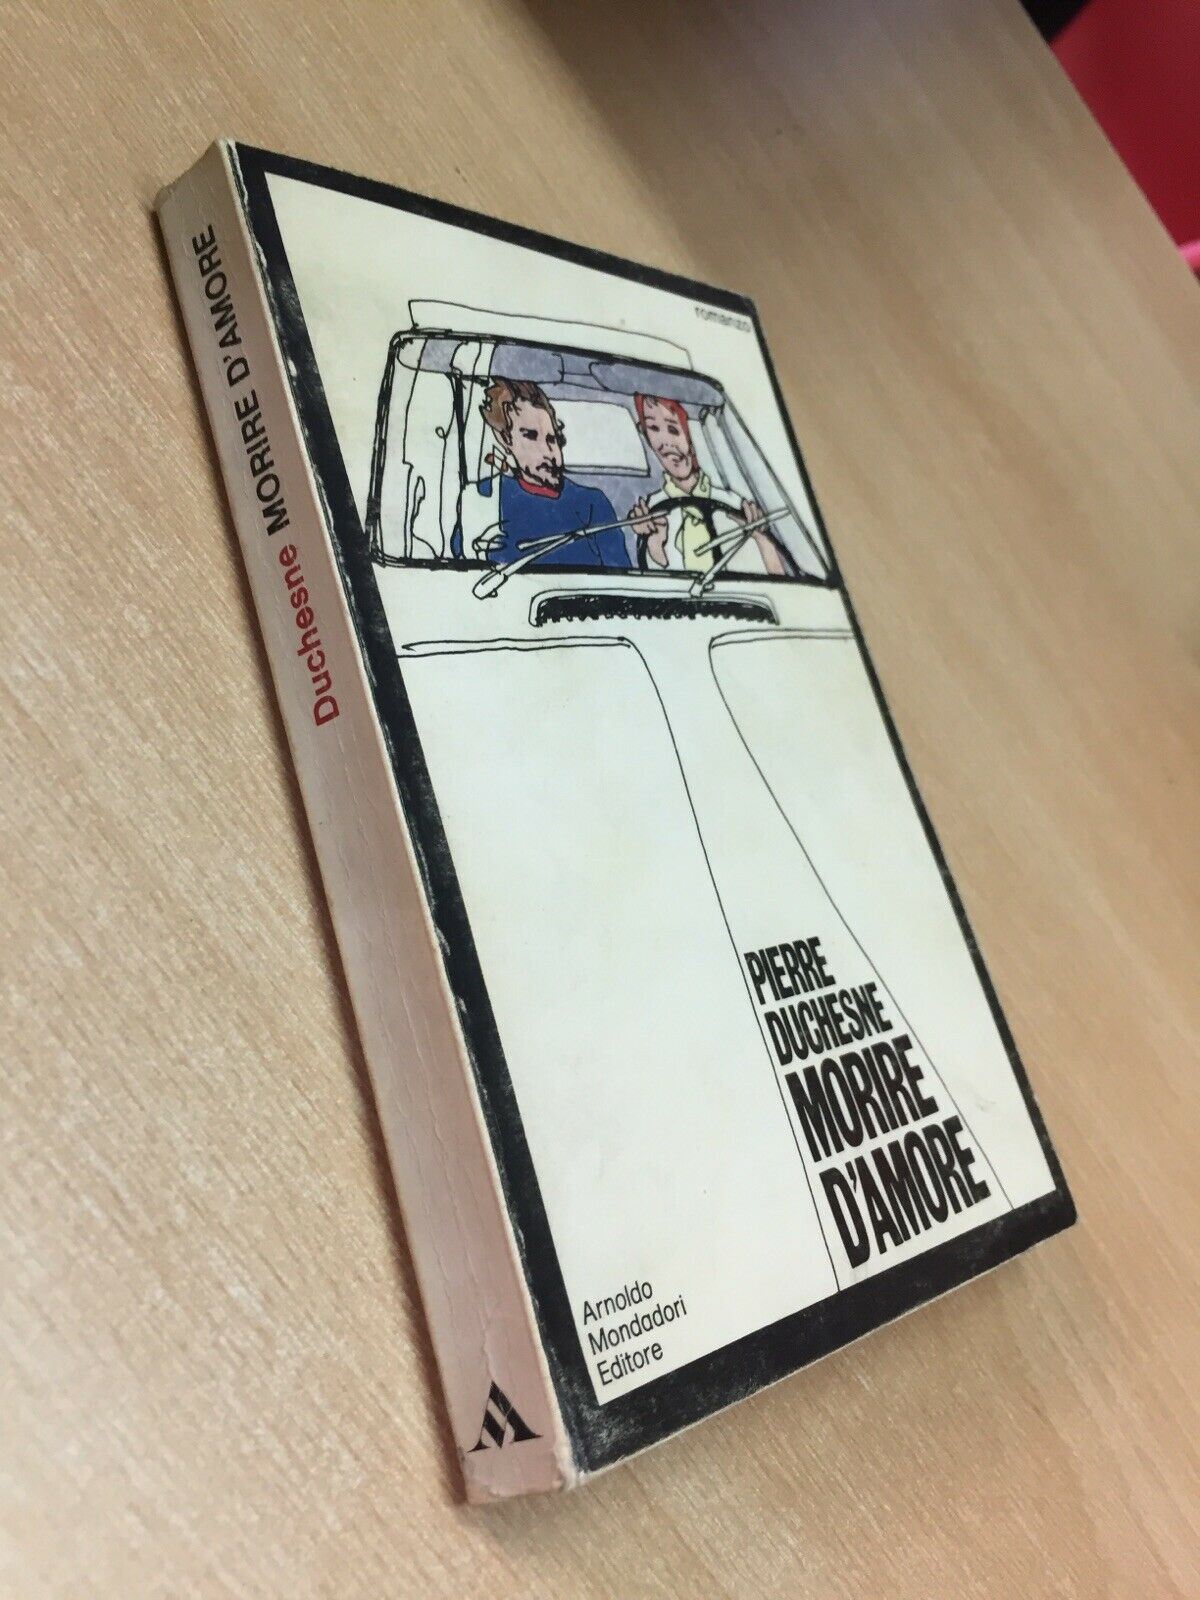 Duchesne MORIRE D'AMORE
romanzo
PIERRE
DUCHESNE
MORIRE
D'AMORE
Arnoldo
Mondadori
Editore